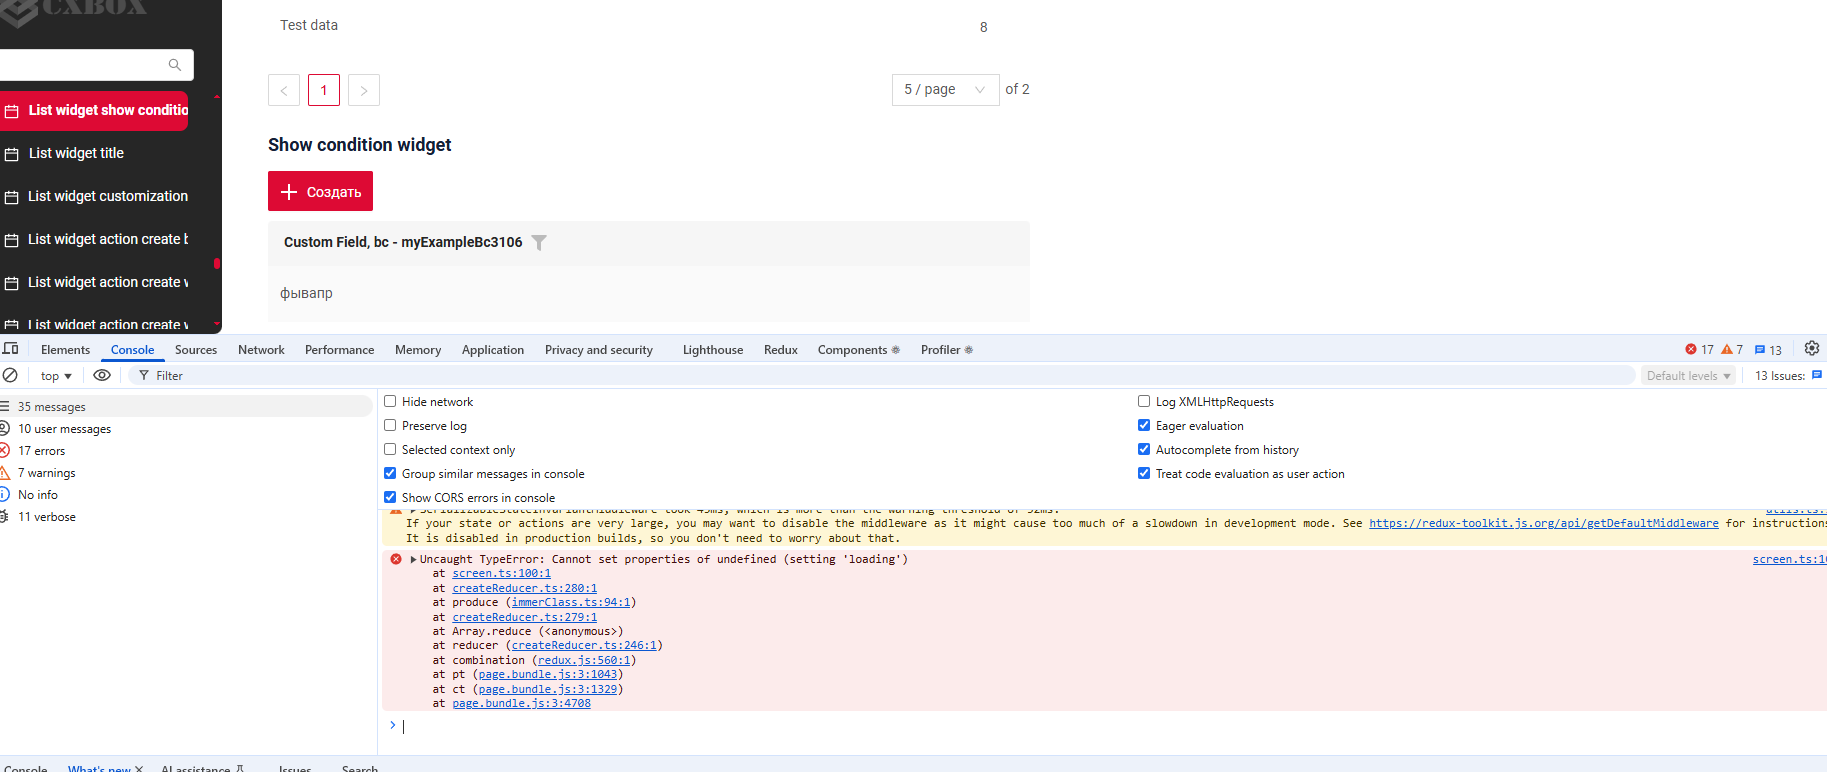 CXBOX
Test data
8
List widget show conditio
1
5 / page
of 2
List widget title
Show condition widget
List widget customization
Создать
List widget action create b
Custom Field, bc - myExampleBc3106
List widget action create v
фывапр
List widget action create v
Elements
Console
Sources
Network
Performance
Memory
Application
Privacy and security
Lighthouse
Redux
Components
Profiler
17
7
13
top
Filter
Default levels
13 Issues:
35 messages
10 user messages
17 errors
7 warnings
No info
11 verbose
Hide network
Log XMLHttpRequests
Preserve log
Eager evaluation
Selected context only
Autocomplete from history
Group similar messages in console
Treat code evaluation as user action
Show CORS errors in console
which is more than the warning threshold of
If your state or actions are very large, you may want to disable the middleware as it might cause too much of a slowdown in development mode. See https://redux-toolkit.js.org/api/getDefaultMiddleware for instructions
It is disabled in production builds, so you don't need to worry about that.
Uncaught TypeError: Cannot set properties of undefined (setting 'loading')
screen.ts:10
at screen.ts:100:1
at createReducer.ts:280:1
at produce (immerClass.ts:94:1)
at createReducer.ts:279:1
at Array.reduce (<anonymous>)
at reducer (createReducer.ts:246:1)
at combination (redux.js:560:1)
at pt (page.bundle.js:3:1043)
at ct (page.bundle.js:3:1329)
at page.bundle.js:3:4708
Console
What's new
AI assistance
Issues
Search